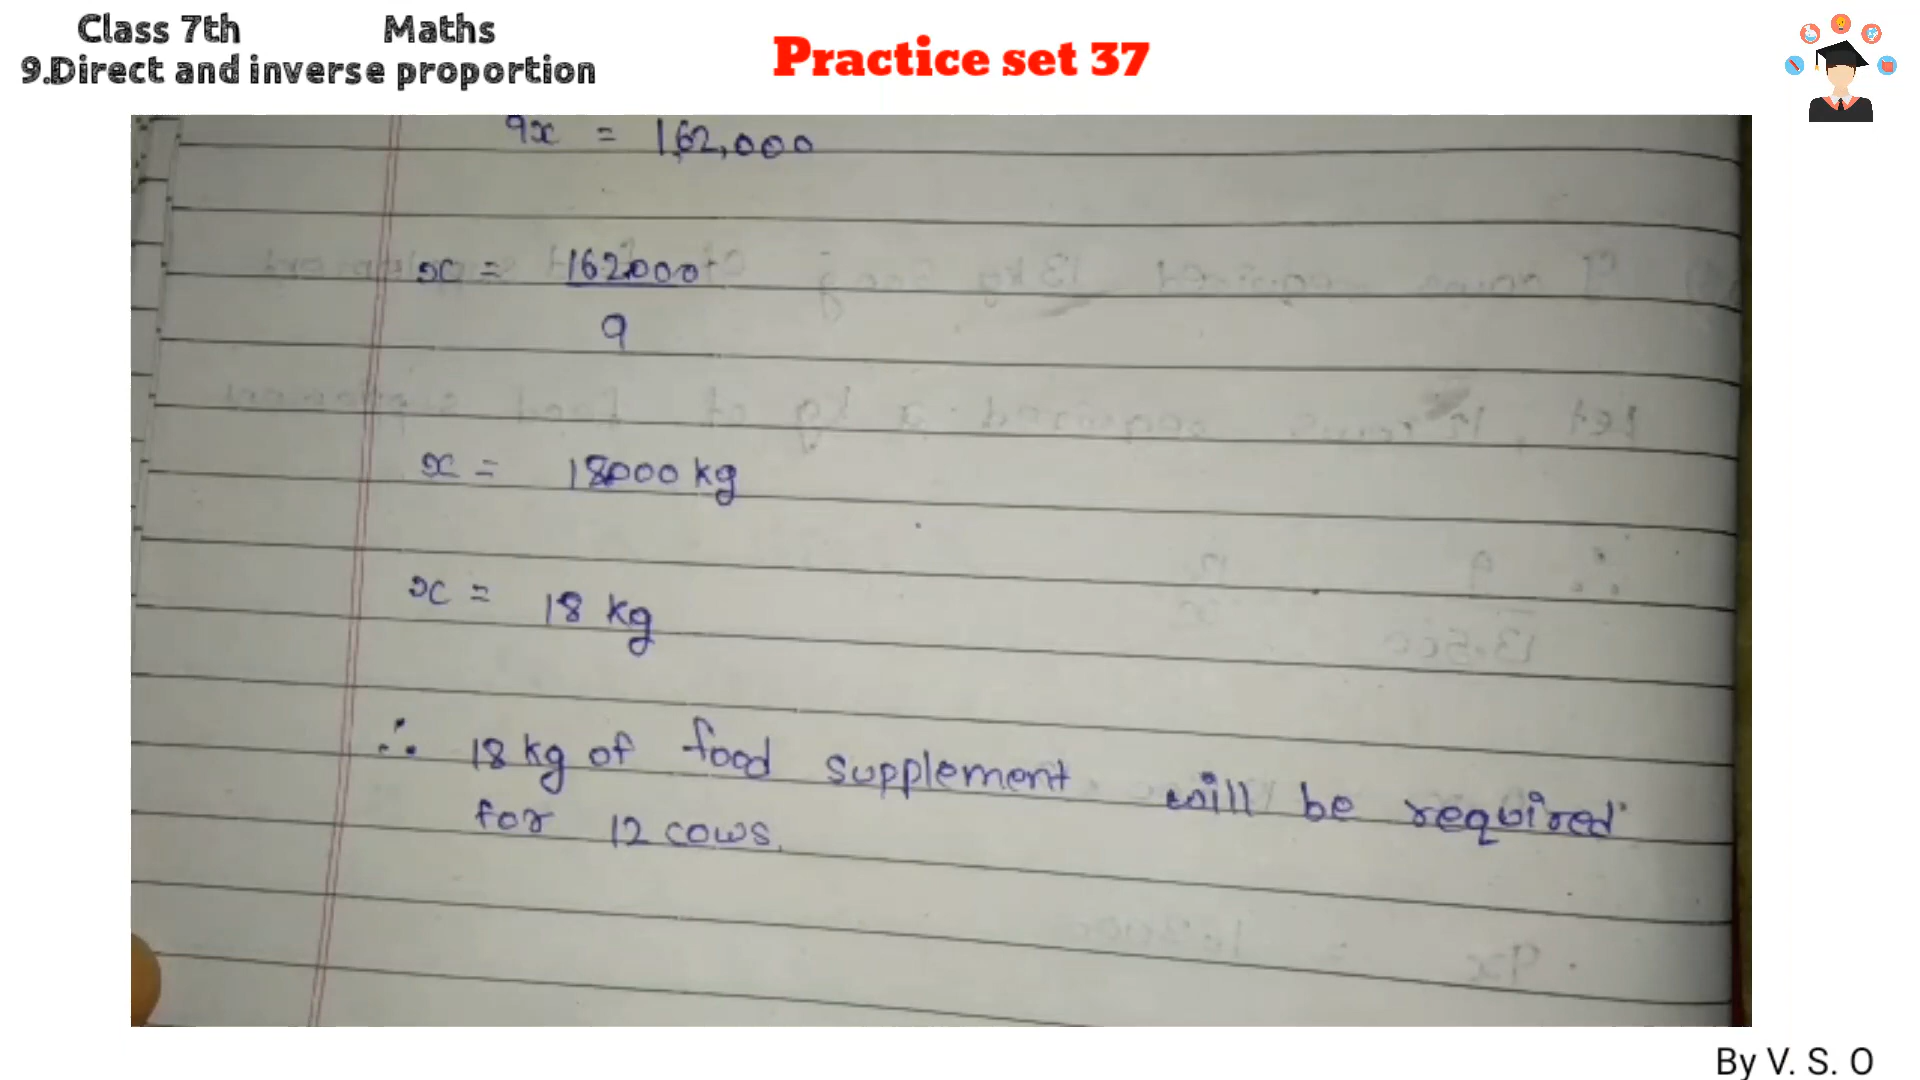 Class 7th Maths
9.Direct and inverse proportion
Practice set 37
9x = 162,000
x = 162000
9
x = 18000 kg
x = 18 kg
∴ 18 kg of food supplement will be required
for 12 cows.
By V. S. O